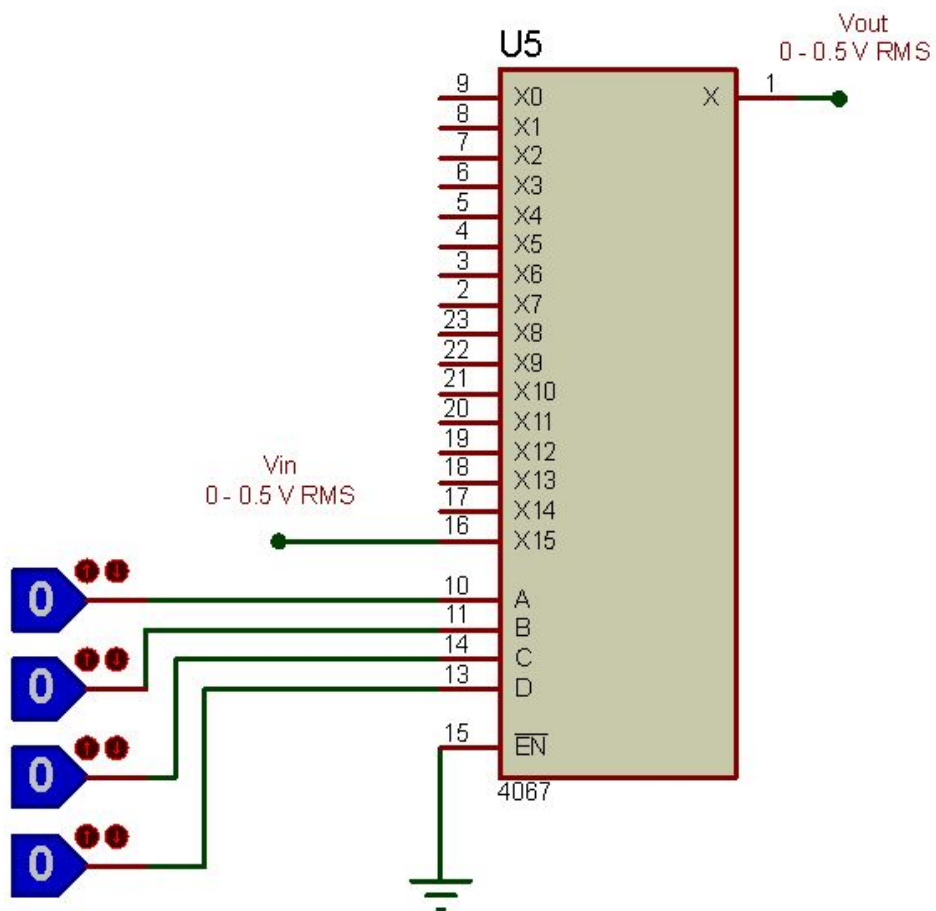 U5
Vout
0 - 0.5 V RMS
9 X0 X 1
8 X1
7 X2
6 X3
5 X4
4 X5
3 X6
2 X7
23 X8
22 X9
21 X10
20 X11
19 X12
18 X13
17 X14
16 X15
Vin
0 - 0.5 V RMS
0 10 A
0 11 B
0 14 C
0 13 D
15 EN
4067